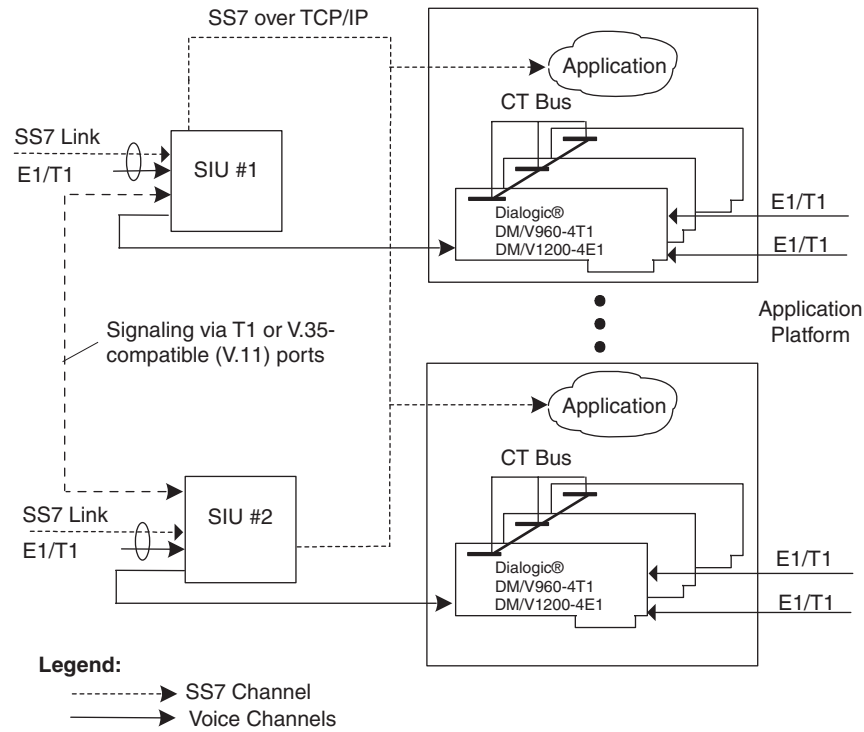 SS7 over TCP/IP
Application
CT Bus
SS7 Link
E1/T1
SIU #1
Dialogic®
DM/V960-4T1
DM/V1200-4E1
E1/T1
E1/T1
Signaling via T1 or V.35-
compatible (V.11) ports
Application
Platform
Application
CT Bus
SS7 Link
E1/T1
SIU #2
Dialogic®
DM/V960-4T1
DM/V1200-4E1
E1/T1
E1/T1
Legend:
SS7 Channel
Voice Channels